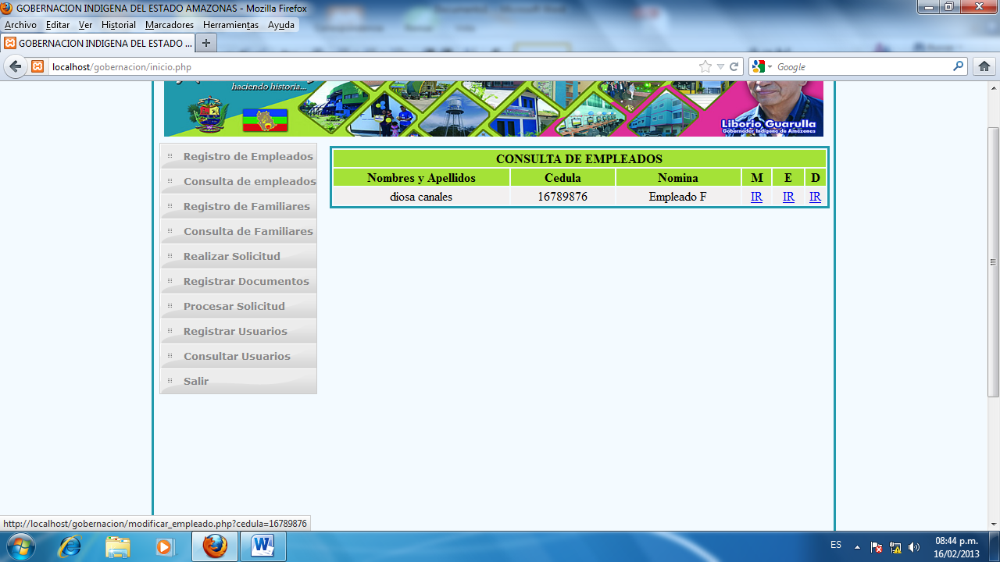 GOBERNACION INDIGENA DEL ESTADO AMAZONAS - Mozilla Firefox
Archivo Editar Ver Historial Marcadores Herramientas Ayuda
GOBERNACION INDIGENA DEL ESTADO ...
localhost/gobernacion/inicio.php
Google
haciendo historia...
Liborio Guarulla
Gobernador Indígena de Amazonas
Registro de Empleados
Consulta de empleados
Registro de Familiares
Consulta de Familiares
Realizar Solicitud
Registrar Documentos
Procesar Solicitud
Registrar Usuarios
Consultar Usuarios
Salir
CONSULTA DE EMPLEADOS
Nombres y Apellidos Cedula Nomina M E D
diosa canales 16789876 Empleado F IR IR IR
http://localhost/gobernacion/modificar_empleado.php?cedula=16789876
ES
08:44 p.m.
16/02/2013